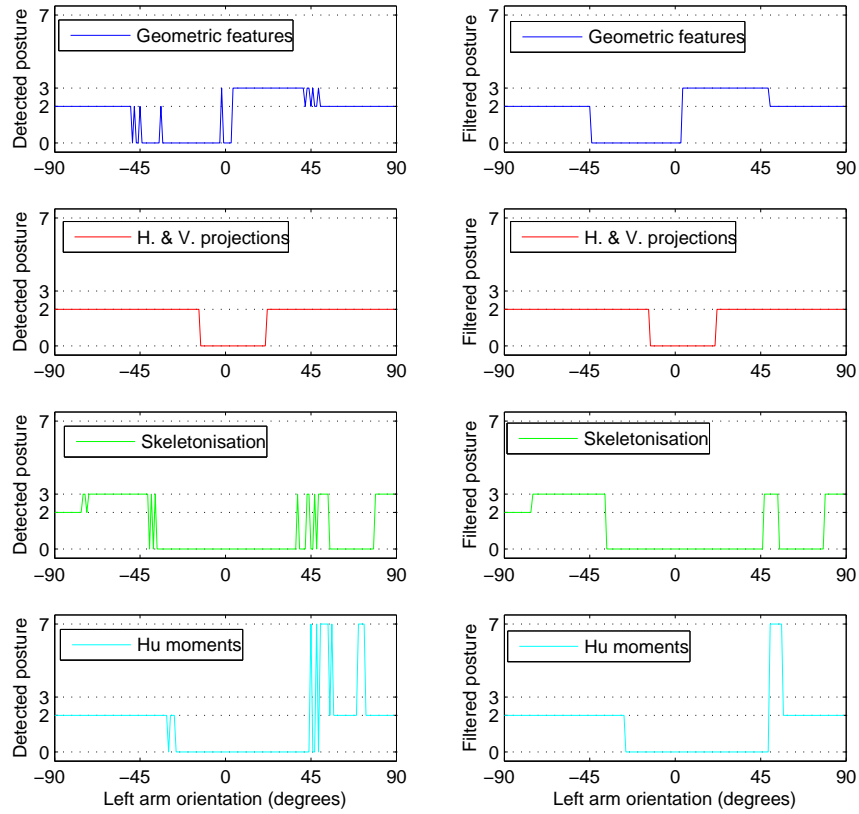 Geometric features
Detected posture
7
3
2
0
−90 −45 0 45 90
Geometric features
Filtered posture
7
3
2
0
−90 −45 0 45 90
H. & V. projections
Detected posture
7
3
2
0
−90 −45 0 45 90
H. & V. projections
Filtered posture
7
3
2
0
−90 −45 0 45 90
Skeletonisation
Detected posture
7
3
2
0
−90 −45 0 45 90
Skeletonisation
Filtered posture
7
3
2
0
−90 −45 0 45 90
Hu moments
Detected posture
7
3
2
0
−90 −45 0 45 90
Left arm orientation (degrees)
Hu moments
Filtered posture
7
3
2
0
−90 −45 0 45 90
Left arm orientation (degrees)